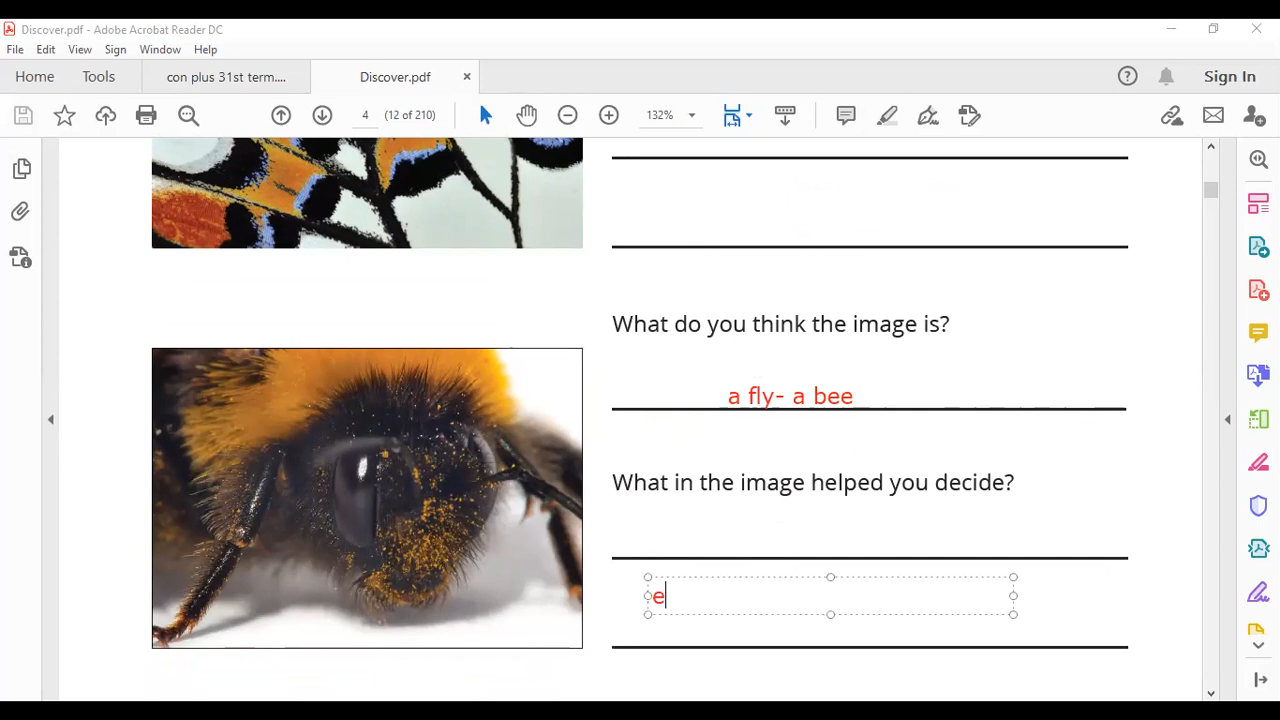 Discover.pdf - Adobe Acrobat Reader DC
File Edit View Sign Window Help
Home Tools con plus 31st term.... Discover.pdf × Sign In
4 (12 of 210) 132%
What do you think the image is?
a fly- a bee
What in the image helped you decide?
e